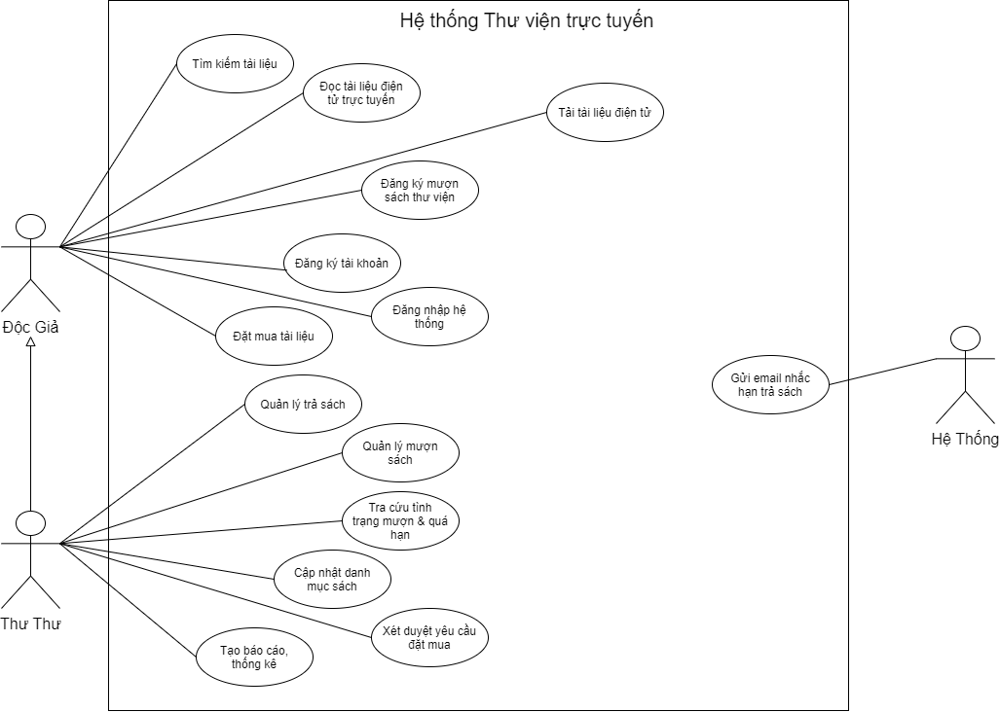 Hệ thống Thư viện trực tuyến
Tìm kiếm tài liệu
Đọc tài liệu điện
tử trực tuyến
Tải tài liệu điện tử
Đăng ký mượn
sách thư viện
Đăng ký tài khoản
Đăng nhập hệ
thống
Độc Giả
Đặt mua tài liệu
Gửi email nhắc
hạn trả sách
Hệ Thống
Quản lý trả sách
Quản lý mượn
sách
Tra cứu tình
trạng mượn & quá
hạn
Cập nhật danh
mục sách
Thư Thư
Xét duyệt yêu cầu
đặt mua
Tạo báo cáo,
thống kê